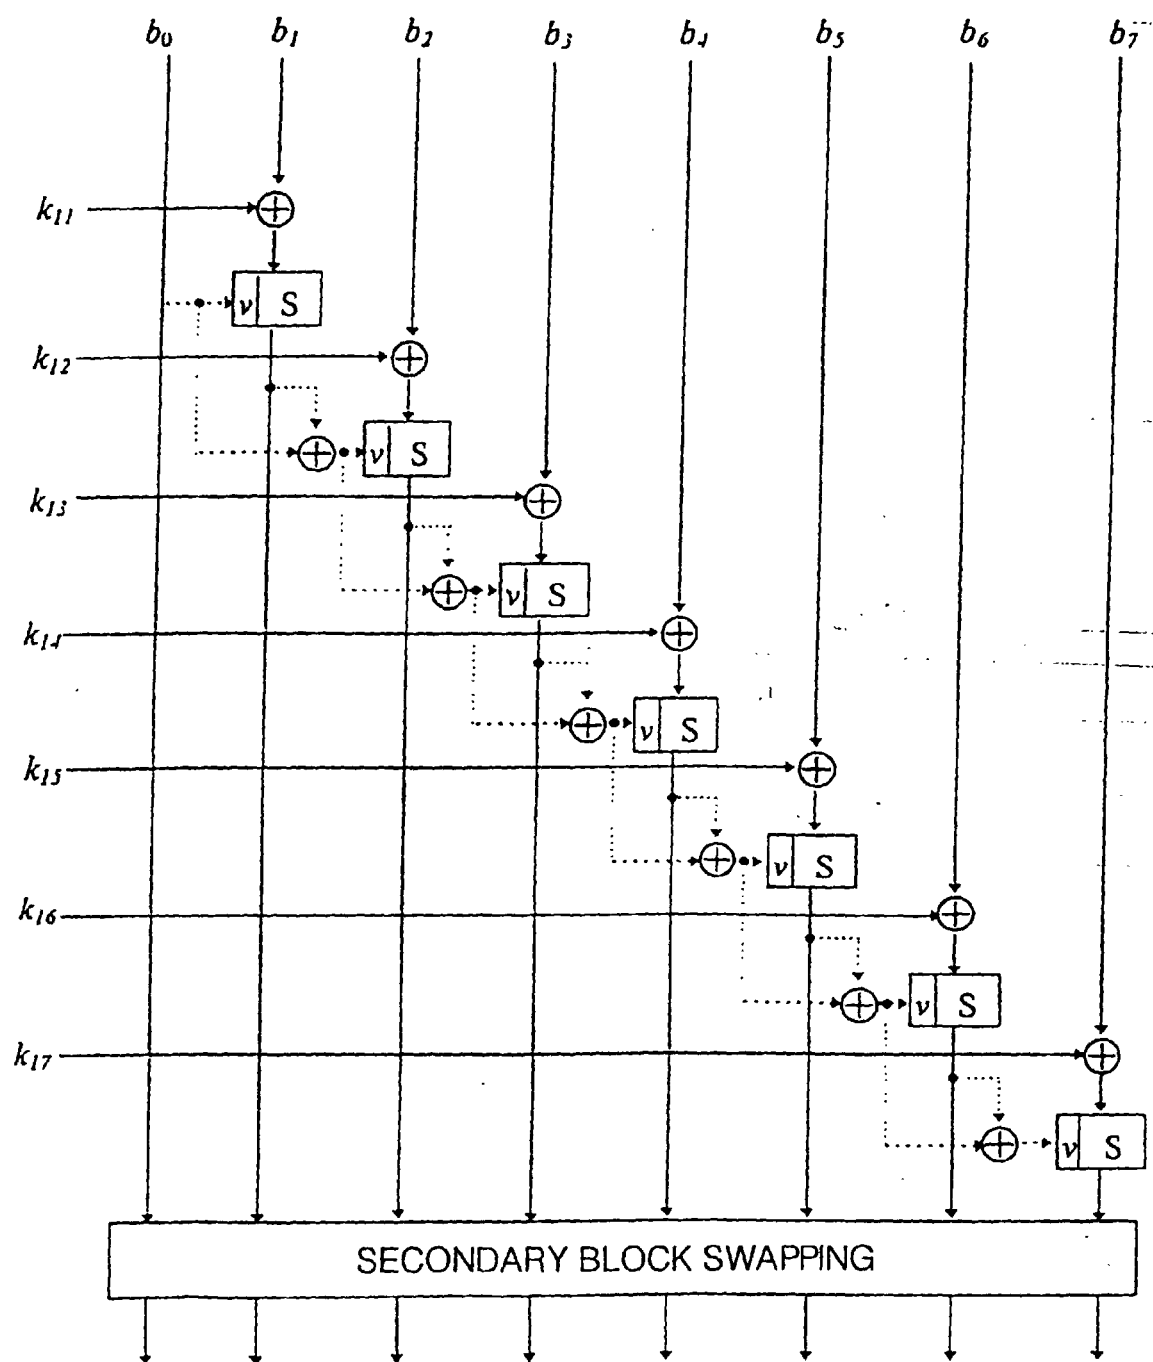 b₀ b₁ b₂ b₃ b₄ b₅ b₆ b₇
k₁₁
ν S
k₁₂
ν S
k₁₃
ν S
k₁₄
ν S
k₁₅
ν S
k₁₆
ν S
k₁₇
ν S
SECONDARY BLOCK SWAPPING